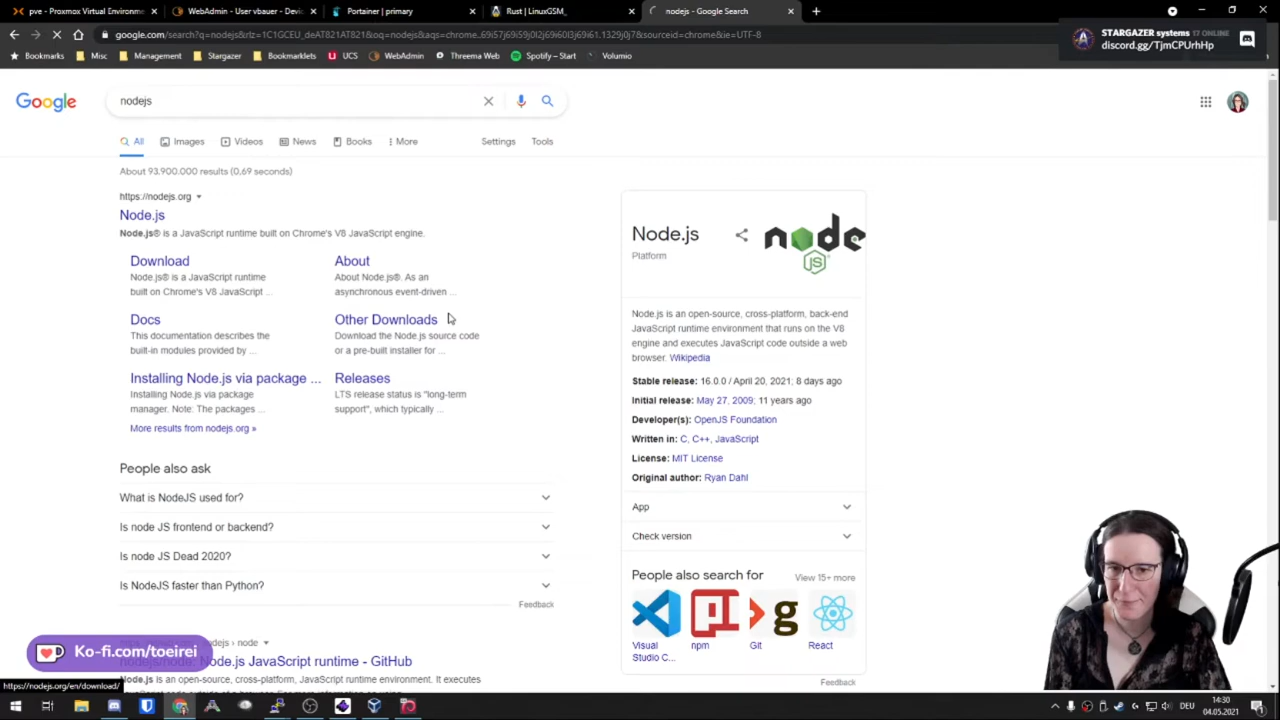 pve - Proxmox Virtual Environme
WebAdmin - User vbauer - Devic
Portainer | primary
Rust | LinuxGSM_
nodejs - Google Search
google.com/search?q=nodejs&rlz=1C1GCEU_deAT821AT821&oq=nodejs&aqs=chrome..69i57j69i59j0l2j69i60l3j69i61.1329j0j7&sourceid=chrome&ie=UTF-8
STARGAZER systems 17 ONLINE
discord.gg/TjmCPUrhHp
Bookmarks
Misc
Management
Stargazer
Bookmarklets
UCS
WebAdmin
Threema Web
Spotify – Start
Volumio
Google
nodejs
All
Images
Videos
News
Books
More
Settings
Tools
About 93.900.000 results (0,69 seconds)
https://nodejs.org
Node.js
Node.js® is a JavaScript runtime built on Chrome's V8 JavaScript engine.
Download
Node.js® is a JavaScript runtime
built on Chrome's V8 JavaScript ...
About
About Node.js®. As an
asynchronous event-driven ...
Docs
This documentation describes the
built-in modules provided by ...
Other Downloads
Download the Node.js source code
or a pre-built installer for ...
Installing Node.js via package ...
Installing Node.js via package
manager. Note: The packages ...
Releases
LTS release status is "long-term
support", which typically ...
More results from nodejs.org »
People also ask
What is NodeJS used for?
Is node JS frontend or backend?
Is node JS Dead 2020?
Is NodeJS faster than Python?
Feedback
Node.js
Platform
node
JS
Node.js is an open-source, cross-platform, back-end
JavaScript runtime environment that runs on the V8
engine and executes JavaScript code outside a web
browser. Wikipedia
Stable release: 16.0.0 / April 20, 2021; 8 days ago
Initial release: May 27, 2009; 11 years ago
Developer(s): OpenJS Foundation
Written in: C, C++, JavaScript
License: MIT License
Original author: Ryan Dahl
App
Check version
People also search for
View 15+ more
Visual
Studio C...
npm
g
Git
React
Feedback
Ko-fi.com/toeirei
node
Node.js JavaScript runtime - GitHub
Node.js is an open-source, cross-platform, JavaScript runtime environment. It executes
https://nodejs.org/en/download/
DEU
14:30
04.05.2021